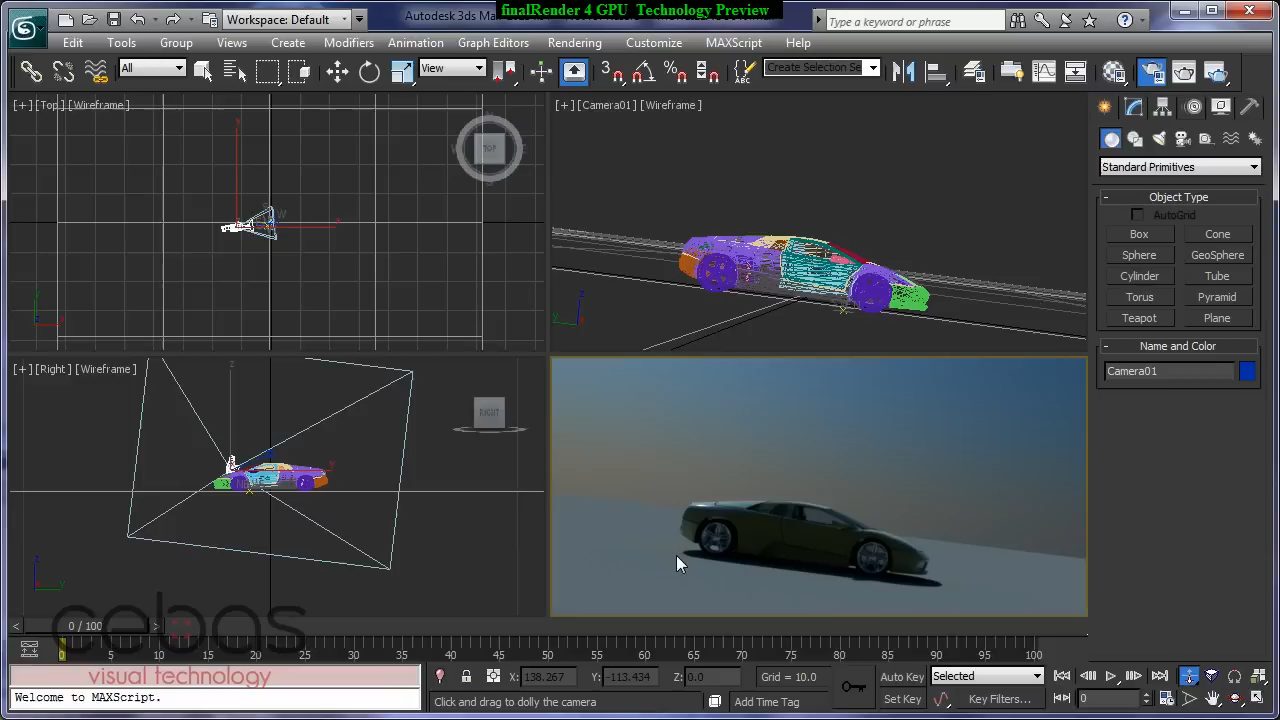 finalRender 4 GPU Technology Preview
Workspace: Default
Autodesk 3ds Ma
Type a keyword or phrase
Edit Tools Group Views Create Modifiers Animation Graph Editors Rendering Customize MAXScript Help
All
View
3
Create Selection Se
[+] [Top] [Wireframe]
TOP
[+] [Camera01] [Wireframe]
Standard Primitives
- Object Type
AutoGrid
Box Cone
Sphere GeoSphere
Cylinder Tube
Torus Pyramid
Teapot Plane
- Name and Color
Camera01
[+] [Right] [Wireframe]
RIGHT
< 0 / 100 >
0 10 20 30 40 50 55 60 65 70 75 80 85 90 95 100
cebas
visual technology
Welcome to MAXScript.
X: 138.267 Y: -113.434 Z: 0.0 Grid = 10.0
Auto Key Selected
Click and drag to dolly the camera
Add Time Tag
Set Key Key Filters... 0